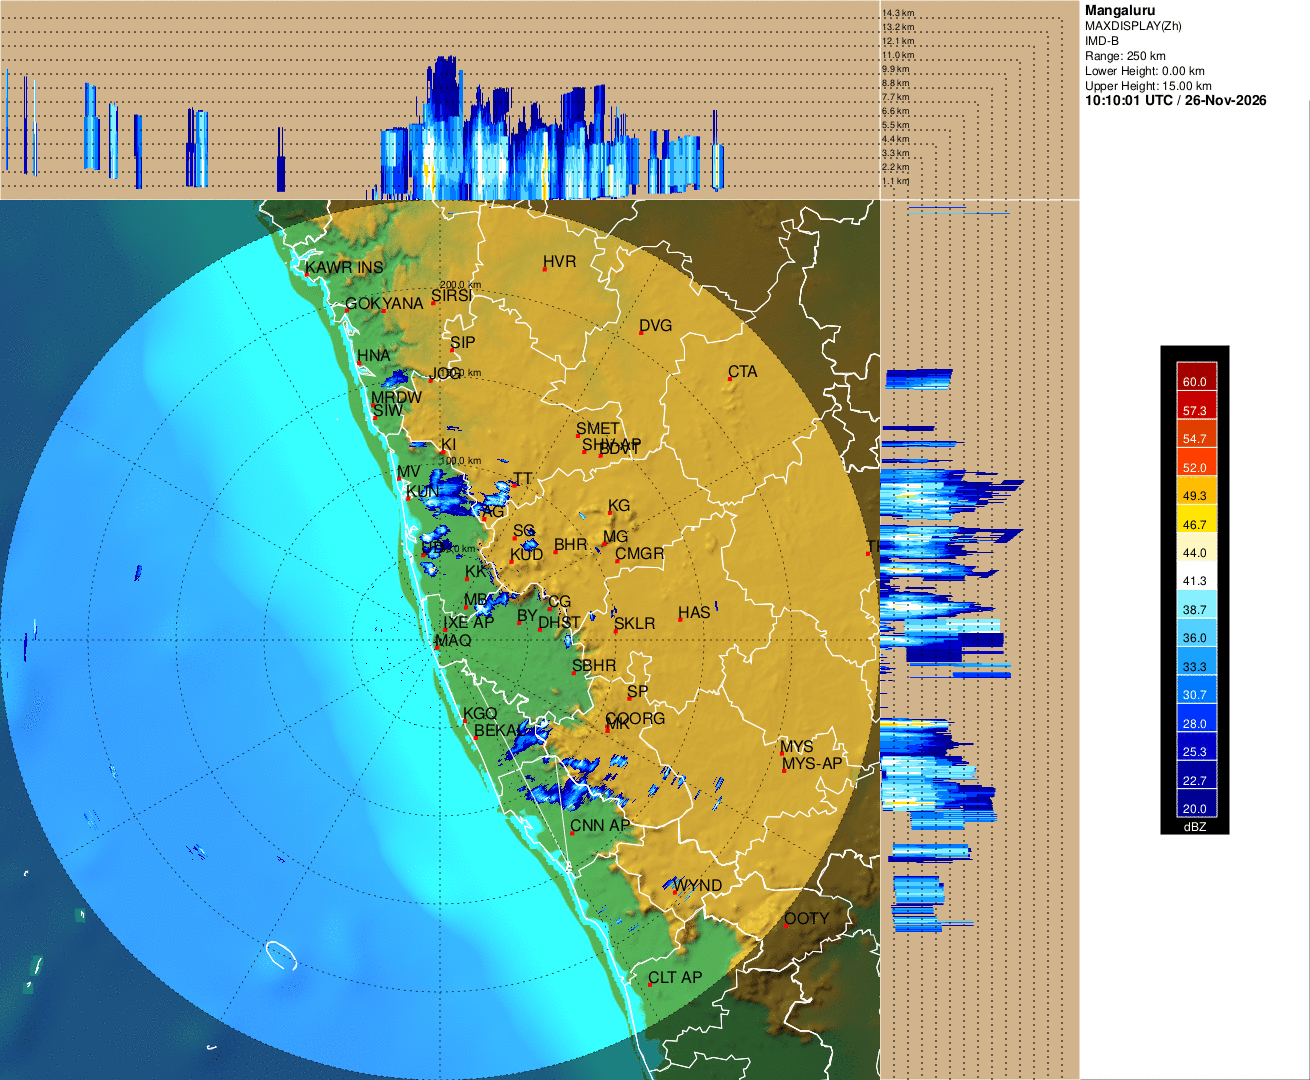 14.3 km
13.2 km
12.1 km
11.0 km
9.9 km
8.8 km
7.7 km
6.6 km
5.5 km
4.4 km
3.3 km
2.2 km
1.1 km
Mangaluru
MAXDISPLAY(Zh)
IMD-B
Range: 250 km
Lower Height: 0.00 km
Upper Height: 15.00 km
10:10:01 UTC / 26-Nov-2026
HVR
KAWR INS
200.0 km
SIRSI
GOKYANA
DVG
SIP
HNA
JOG
CTA
MRDW
SIW
SMET
SHV-AP
BDVT
KI
100.0 km
MV
TT
KUN
AG
KG
SG
MG
BHR
KUD
CMGR
KK
MB
CG
BY
HAS
IXE AP
DHST
SKLR
MAQ
SBHR
SP
KGQ
COORG
MK
BEKAL
MYS
MYS-AP
CNN AP
WYND
OOTY
CLT AP
60.0
57.3
54.7
52.0
49.3
46.7
44.0
41.3
38.7
36.0
33.3
30.7
28.0
25.3
22.7
20.0
dBZ